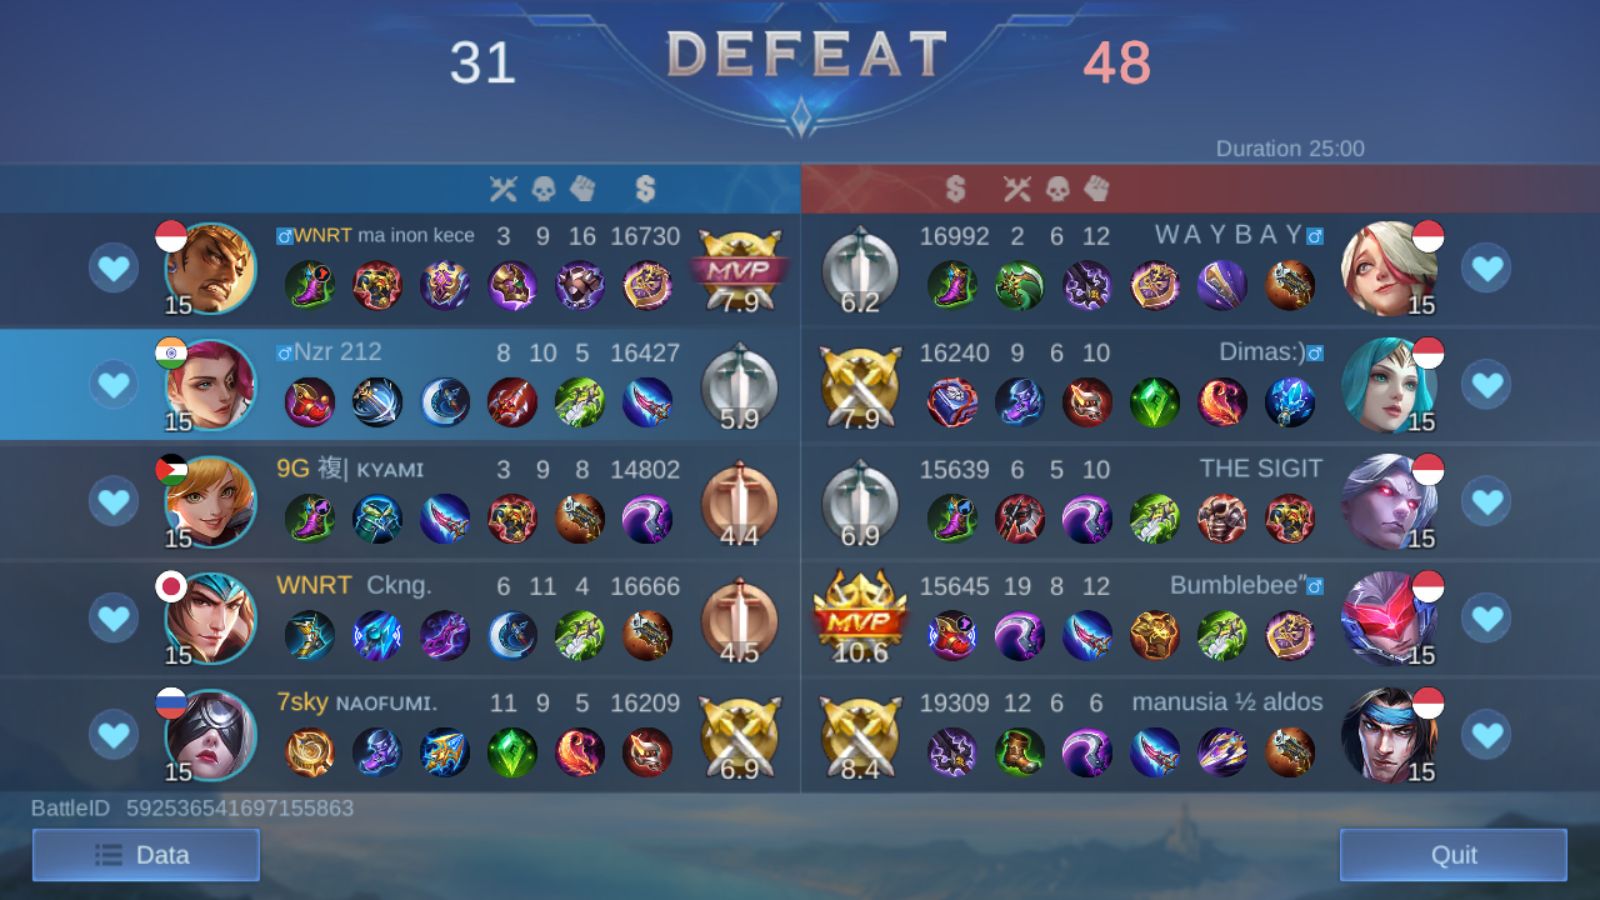 31 DEFEAT 48
Duration 25:00
WNRT ma inon kece 3 9 16 16730
15
MVP
7.9
6.2
16992 2 6 12 W A Y B A Y
15
Nzr 212 8 10 5 16427
15
5.9
7.9
16240 9 6 10 Dimas:)
15
9G 複| ᴋʏᴀᴍɪ 3 9 8 14802
15
4.4
6.9
15639 6 5 10 THE SIGIT
15
WNRT Ckng. 6 11 4 16666
15
4.5
MVP
10.6
15645 19 8 12 Bumblebee"
15
7sky ɴᴀᴏғᴜᴍɪ. 11 9 5 16209
15
6.9
8.4
19309 12 6 6 manusia ½ aldos
15
BattleID 592536541697155863
Data
Quit